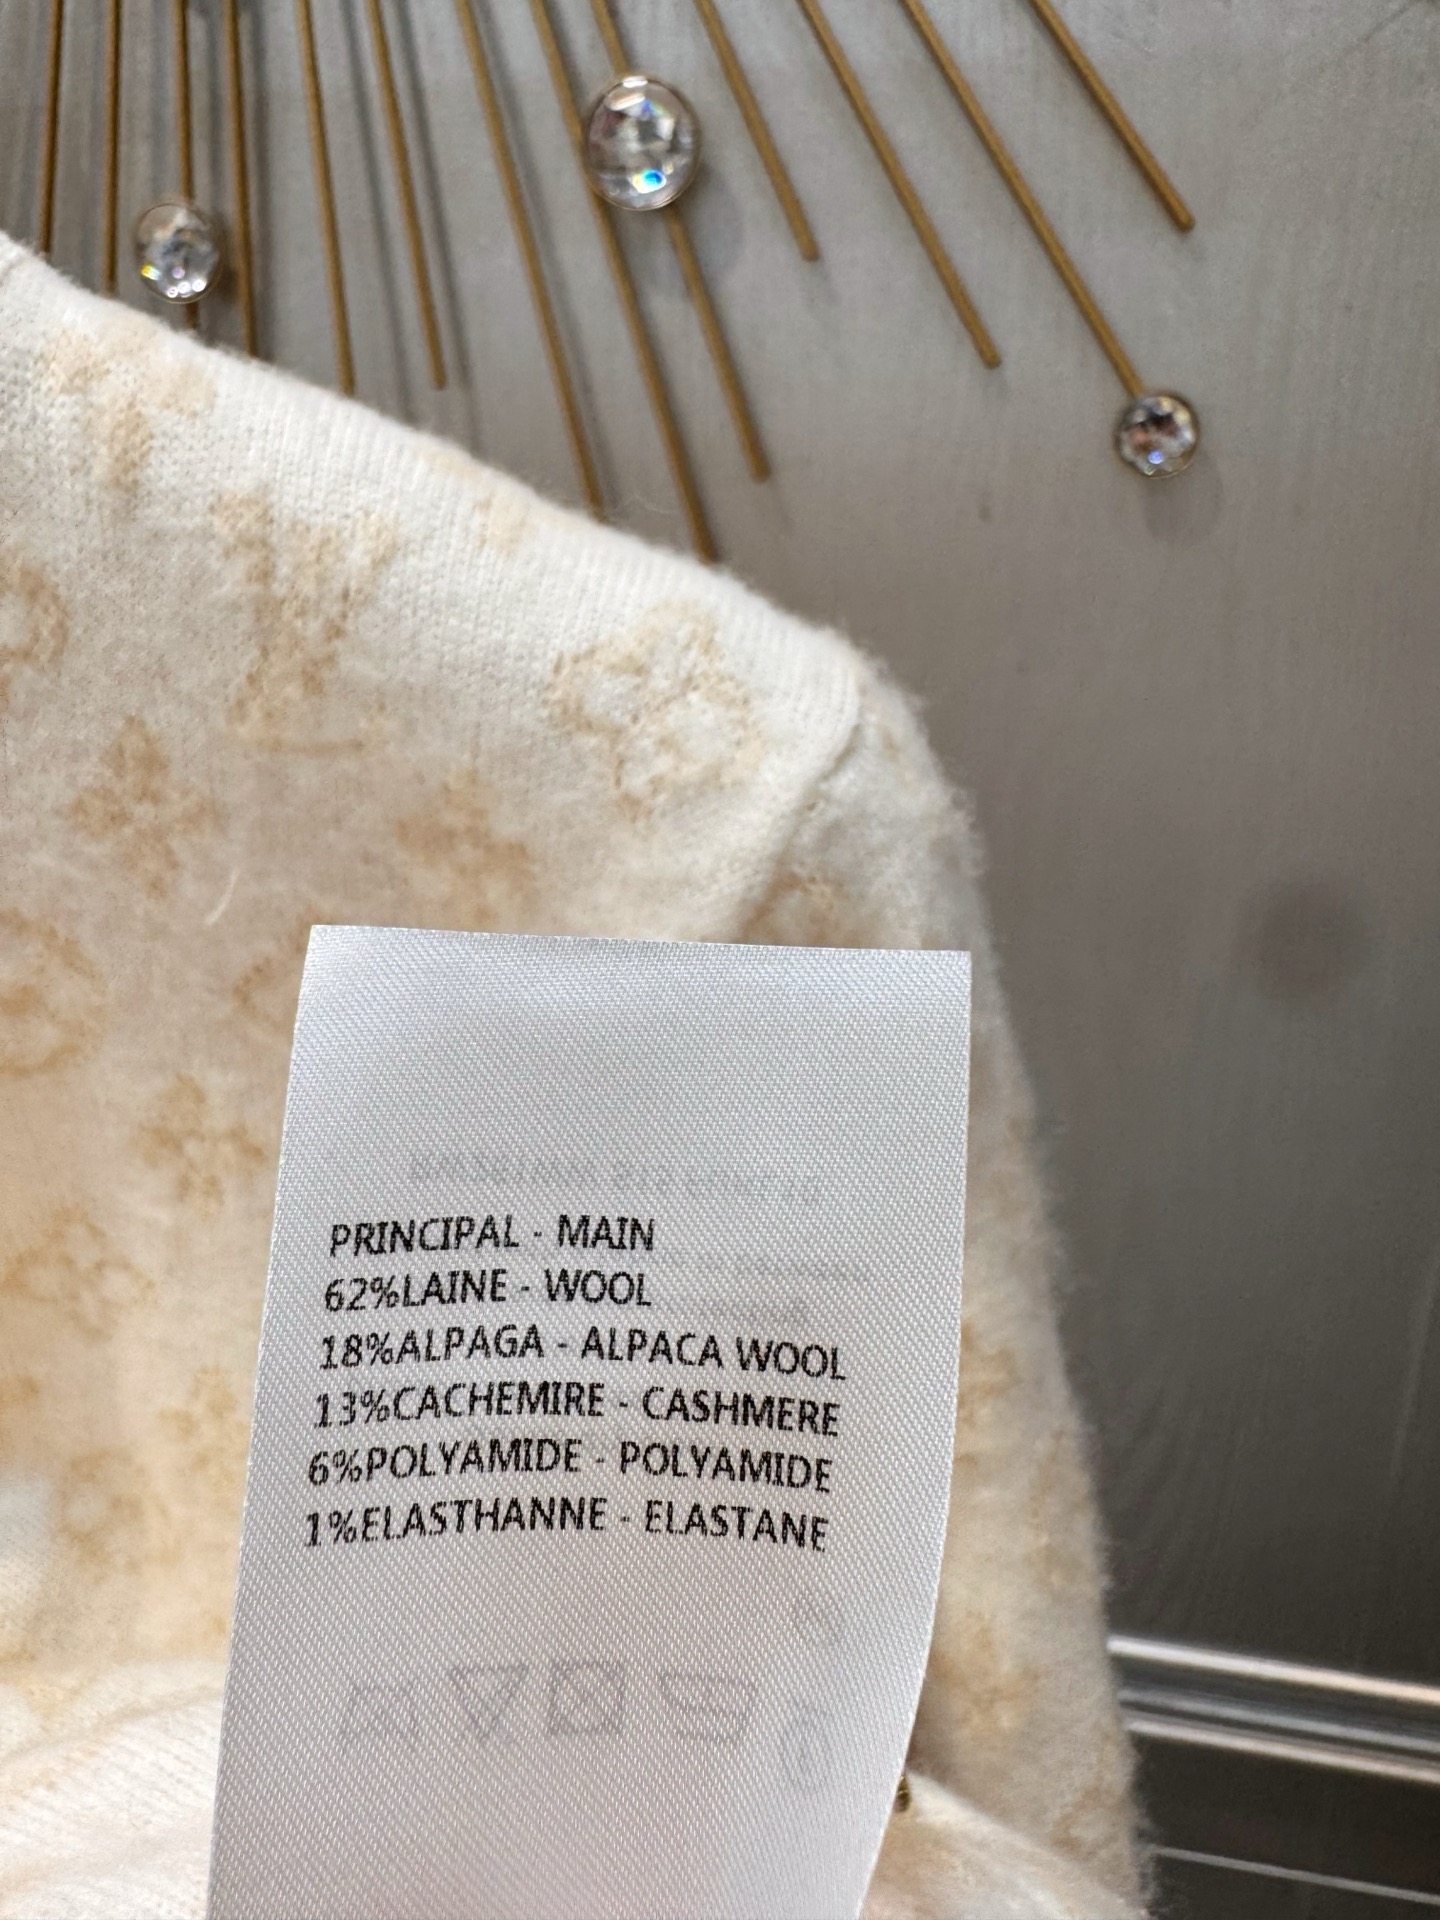 PRINCIPAL - MAIN
62%LAINE - WOOL
18%ALPAGA - ALPACA WOOL
13%CACHEMIRE - CASHMERE
6%POLYAMIDE - POLYAMIDE
1%ELASTHANNE - ELASTANE